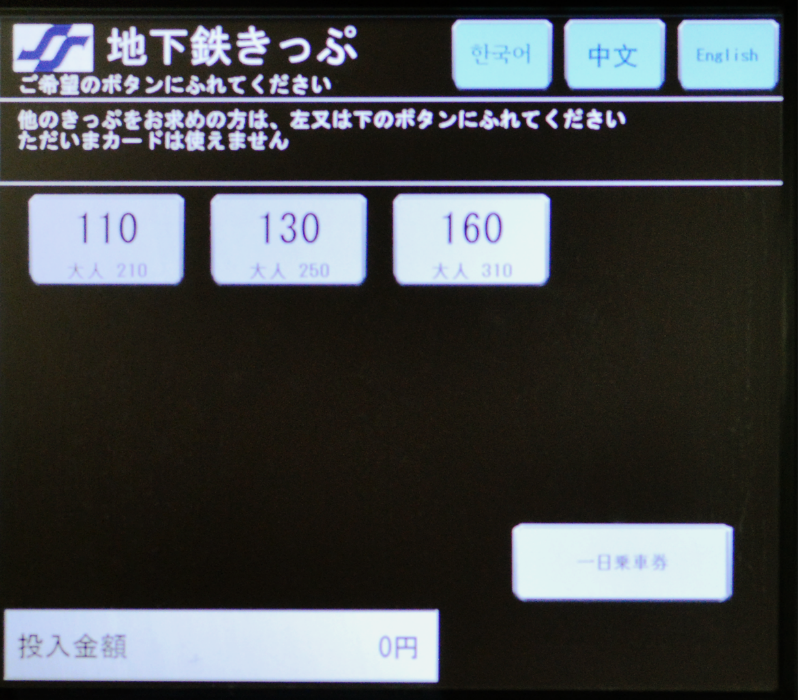 地下鉄きっぷ
한국어
中文
English
ご希望のボタンにふれてください
他のきっぷをお求めの方は、左又は下のボタンにふれてください
ただいまカードは使えません
110
大人 210
130
大人 250
160
大人 310
一日乗車券
投入金額 0円